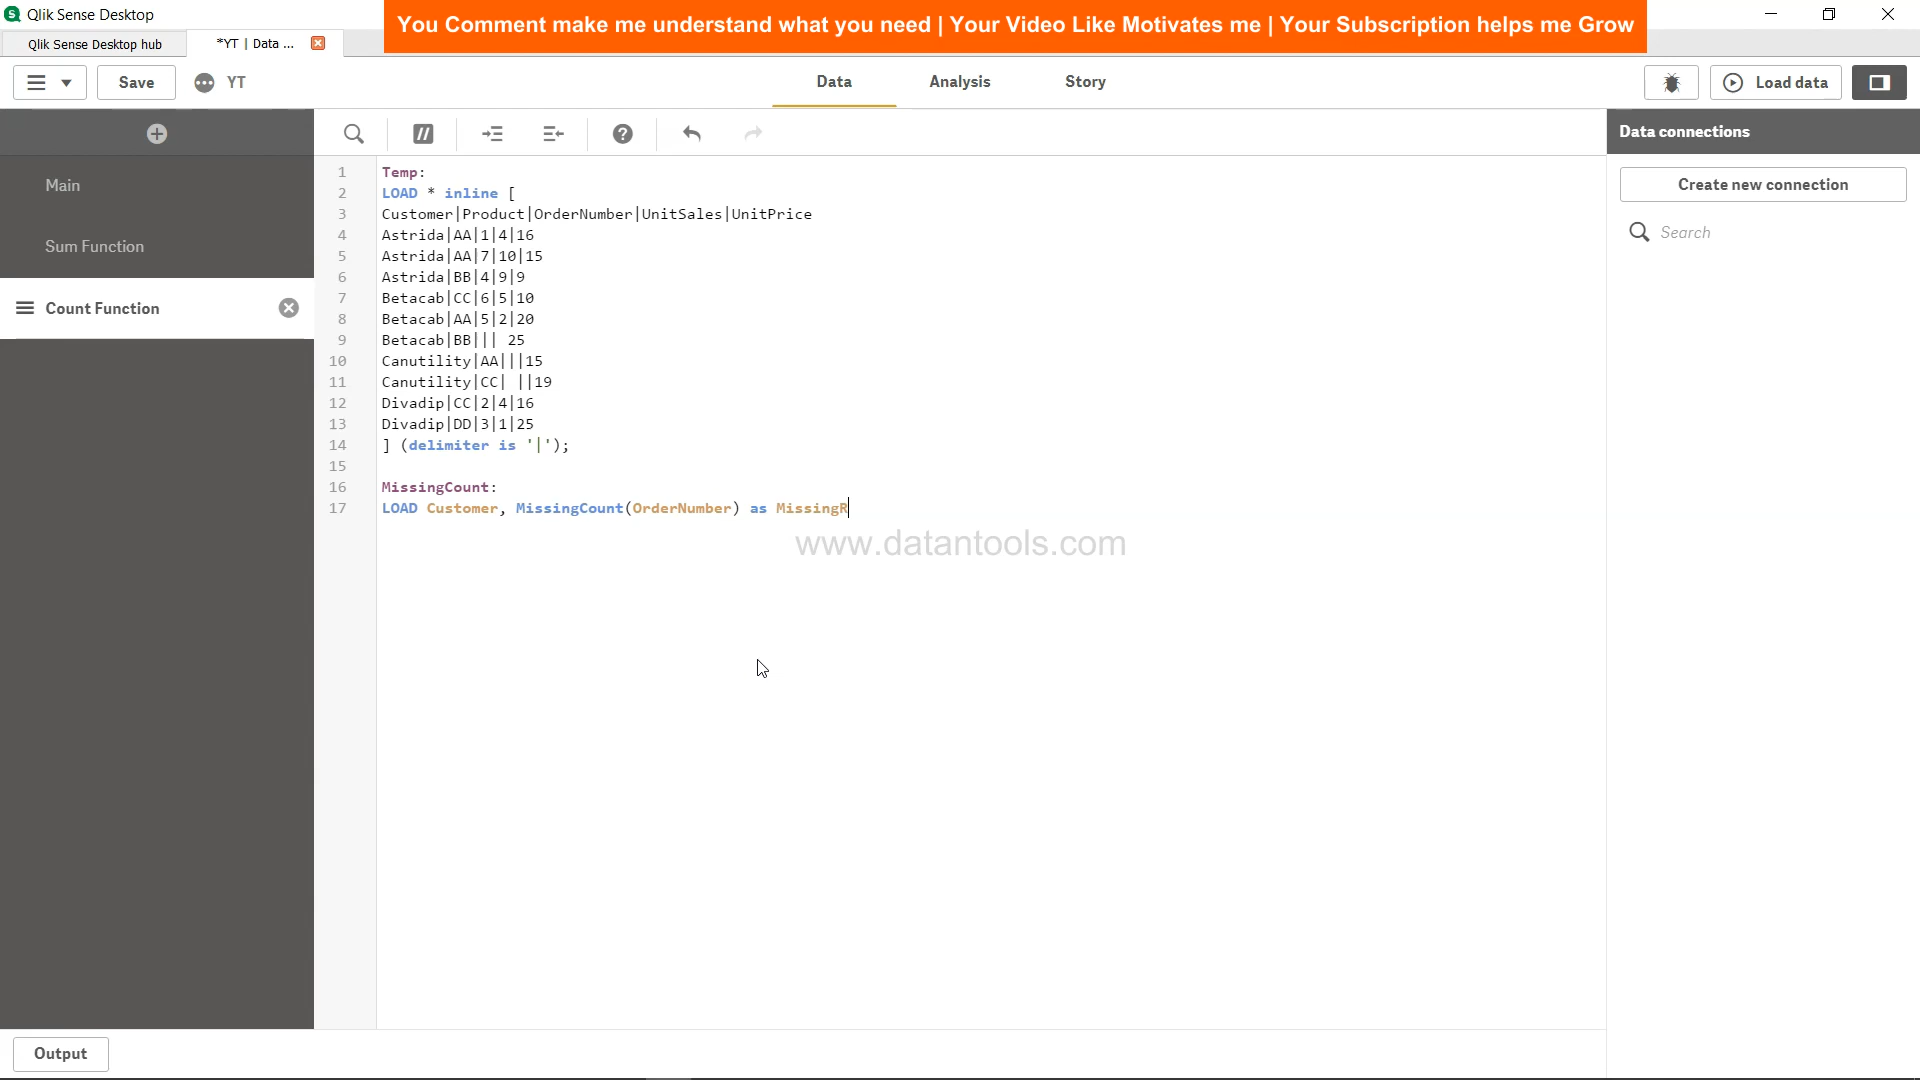 Qlik Sense Desktop
You Comment make me understand what you need | Your Video Like Motivates me | Your Subscription helps me Grow
Qlik Sense Desktop hub
*YT | Data ...
Save
YT
Data
Analysis
Story
Load data
Main
Sum Function
Count Function
1 Temp:
2 LOAD * inline [
3 Customer|Product|OrderNumber|UnitSales|UnitPrice
4 Astrida|AA|1|4|16
5 Astrida|AA|7|10|15
6 Astrida|BB|4|9|9
7 Betacab|CC|6|5|10
8 Betacab|AA|5|2|20
9 Betacab|BB||| 25
10 Canutility|AA|||15
11 Canutility|CC| ||19
12 Divadip|CC|2|4|16
13 Divadip|DD|3|1|25
14 ] (delimiter is '|');
15
16 MissingCount:
17 LOAD Customer, MissingCount(OrderNumber) as MissingR
www.datantools.com
Data connections
Create new connection
Search
Output